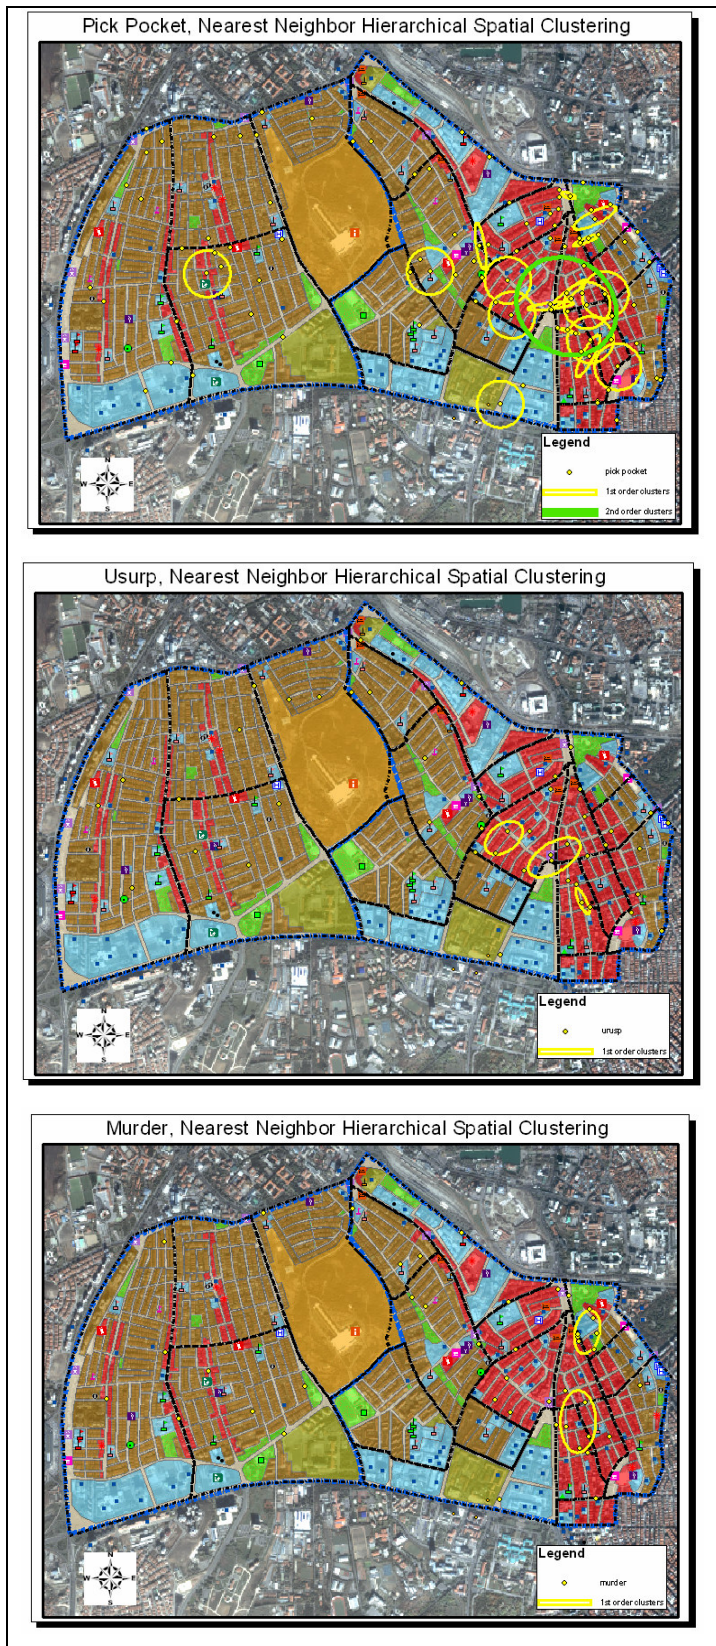 Pick Pocket, Nearest Neighbor Hierarchical Spatial Clustering
N
W E
S
Legend
pick pocket
1st order clusters
2nd order clusters
Usurp, Nearest Neighbor Hierarchical Spatial Clustering
N
W E
S
Legend
urusp
1st order clusters
Murder, Nearest Neighbor Hierarchical Spatial Clustering
N
W E
S
Legend
murder
1st order clusters